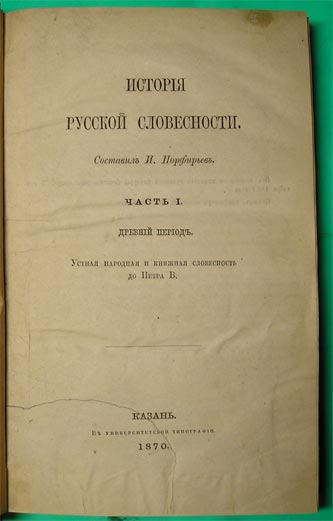 ИСТОРІЯ
РУССКОЙ СЛОВЕСНОСТИ.
Составилъ И. Порфирьевъ.
ЧАСТЬ I.
ДРЕВНІЙ ПЕРІОДЪ.
Устная народная и книжная словесность
до Петра В.
КАЗАНЬ.
Въ университетской типографіи.
1870.